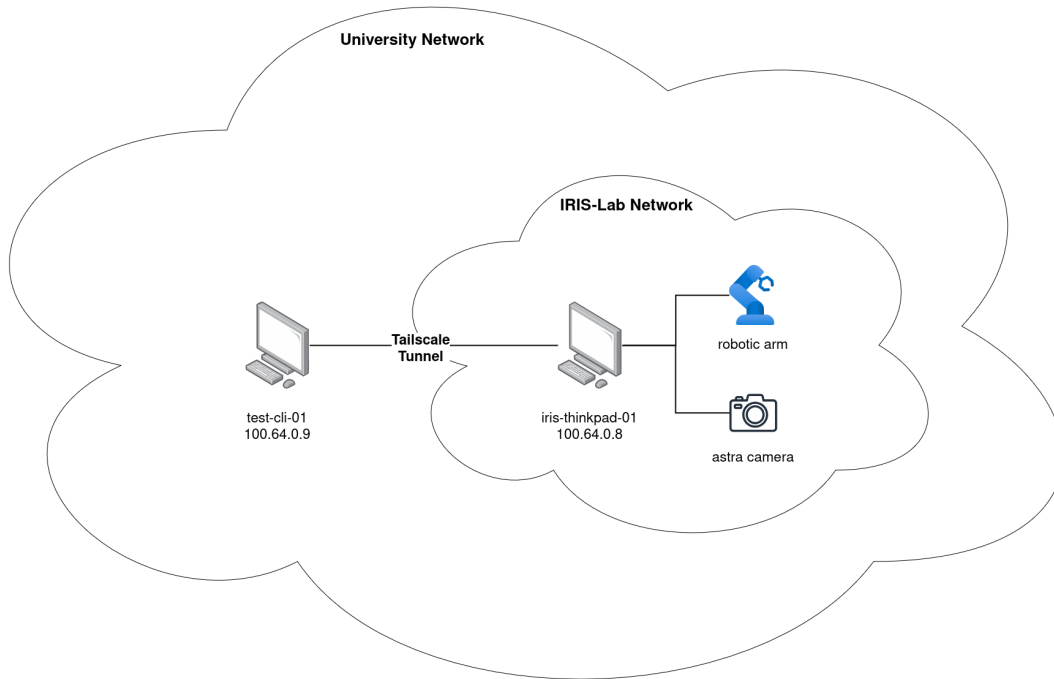 University Network
IRIS-Lab Network
Tailscale
Tunnel
robotic arm
test-cli-01
100.64.0.9
iris-thinkpad-01
100.64.0.8
astra camera